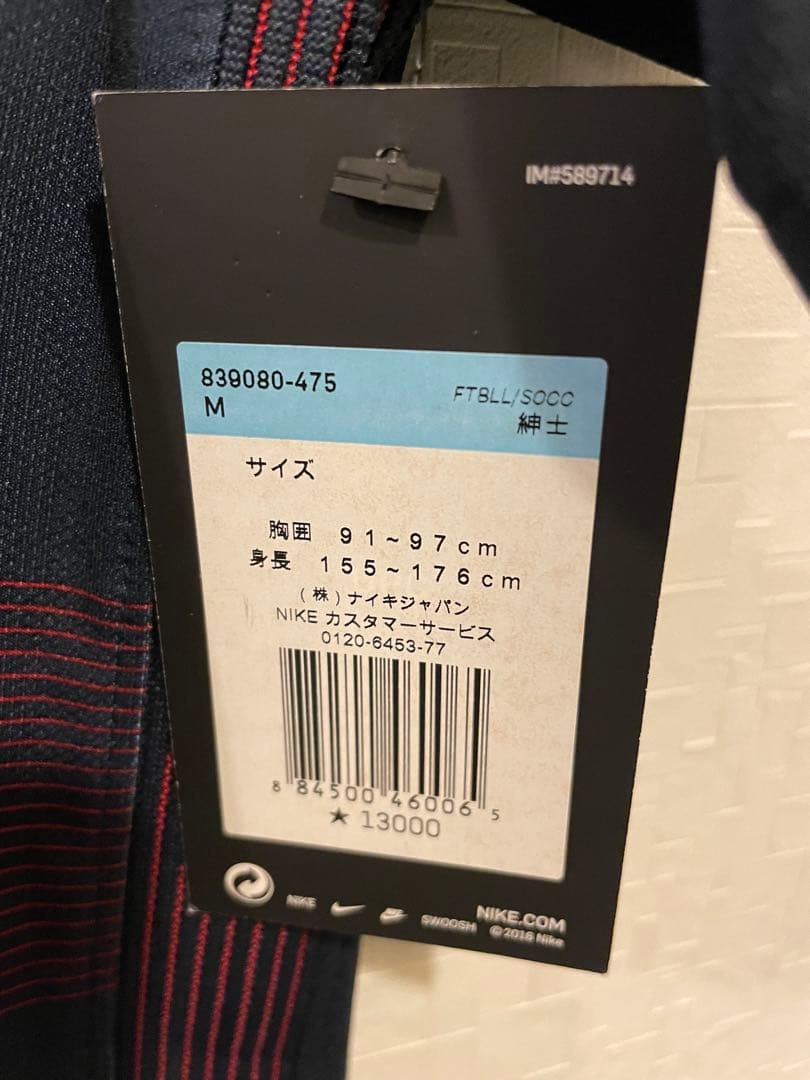 IM#589714
839080-475
M
FTBLL/SOCC
紳士
サイズ
胸囲 91~97cm
身長 155~176cm
(株)ナイキジャパン
NIKE カスタマーサービス
0120-6453-77
8 84500 46006 5
★ 13000
NIKE
SWOOSH
NIKE.COM
© 2016 Nike